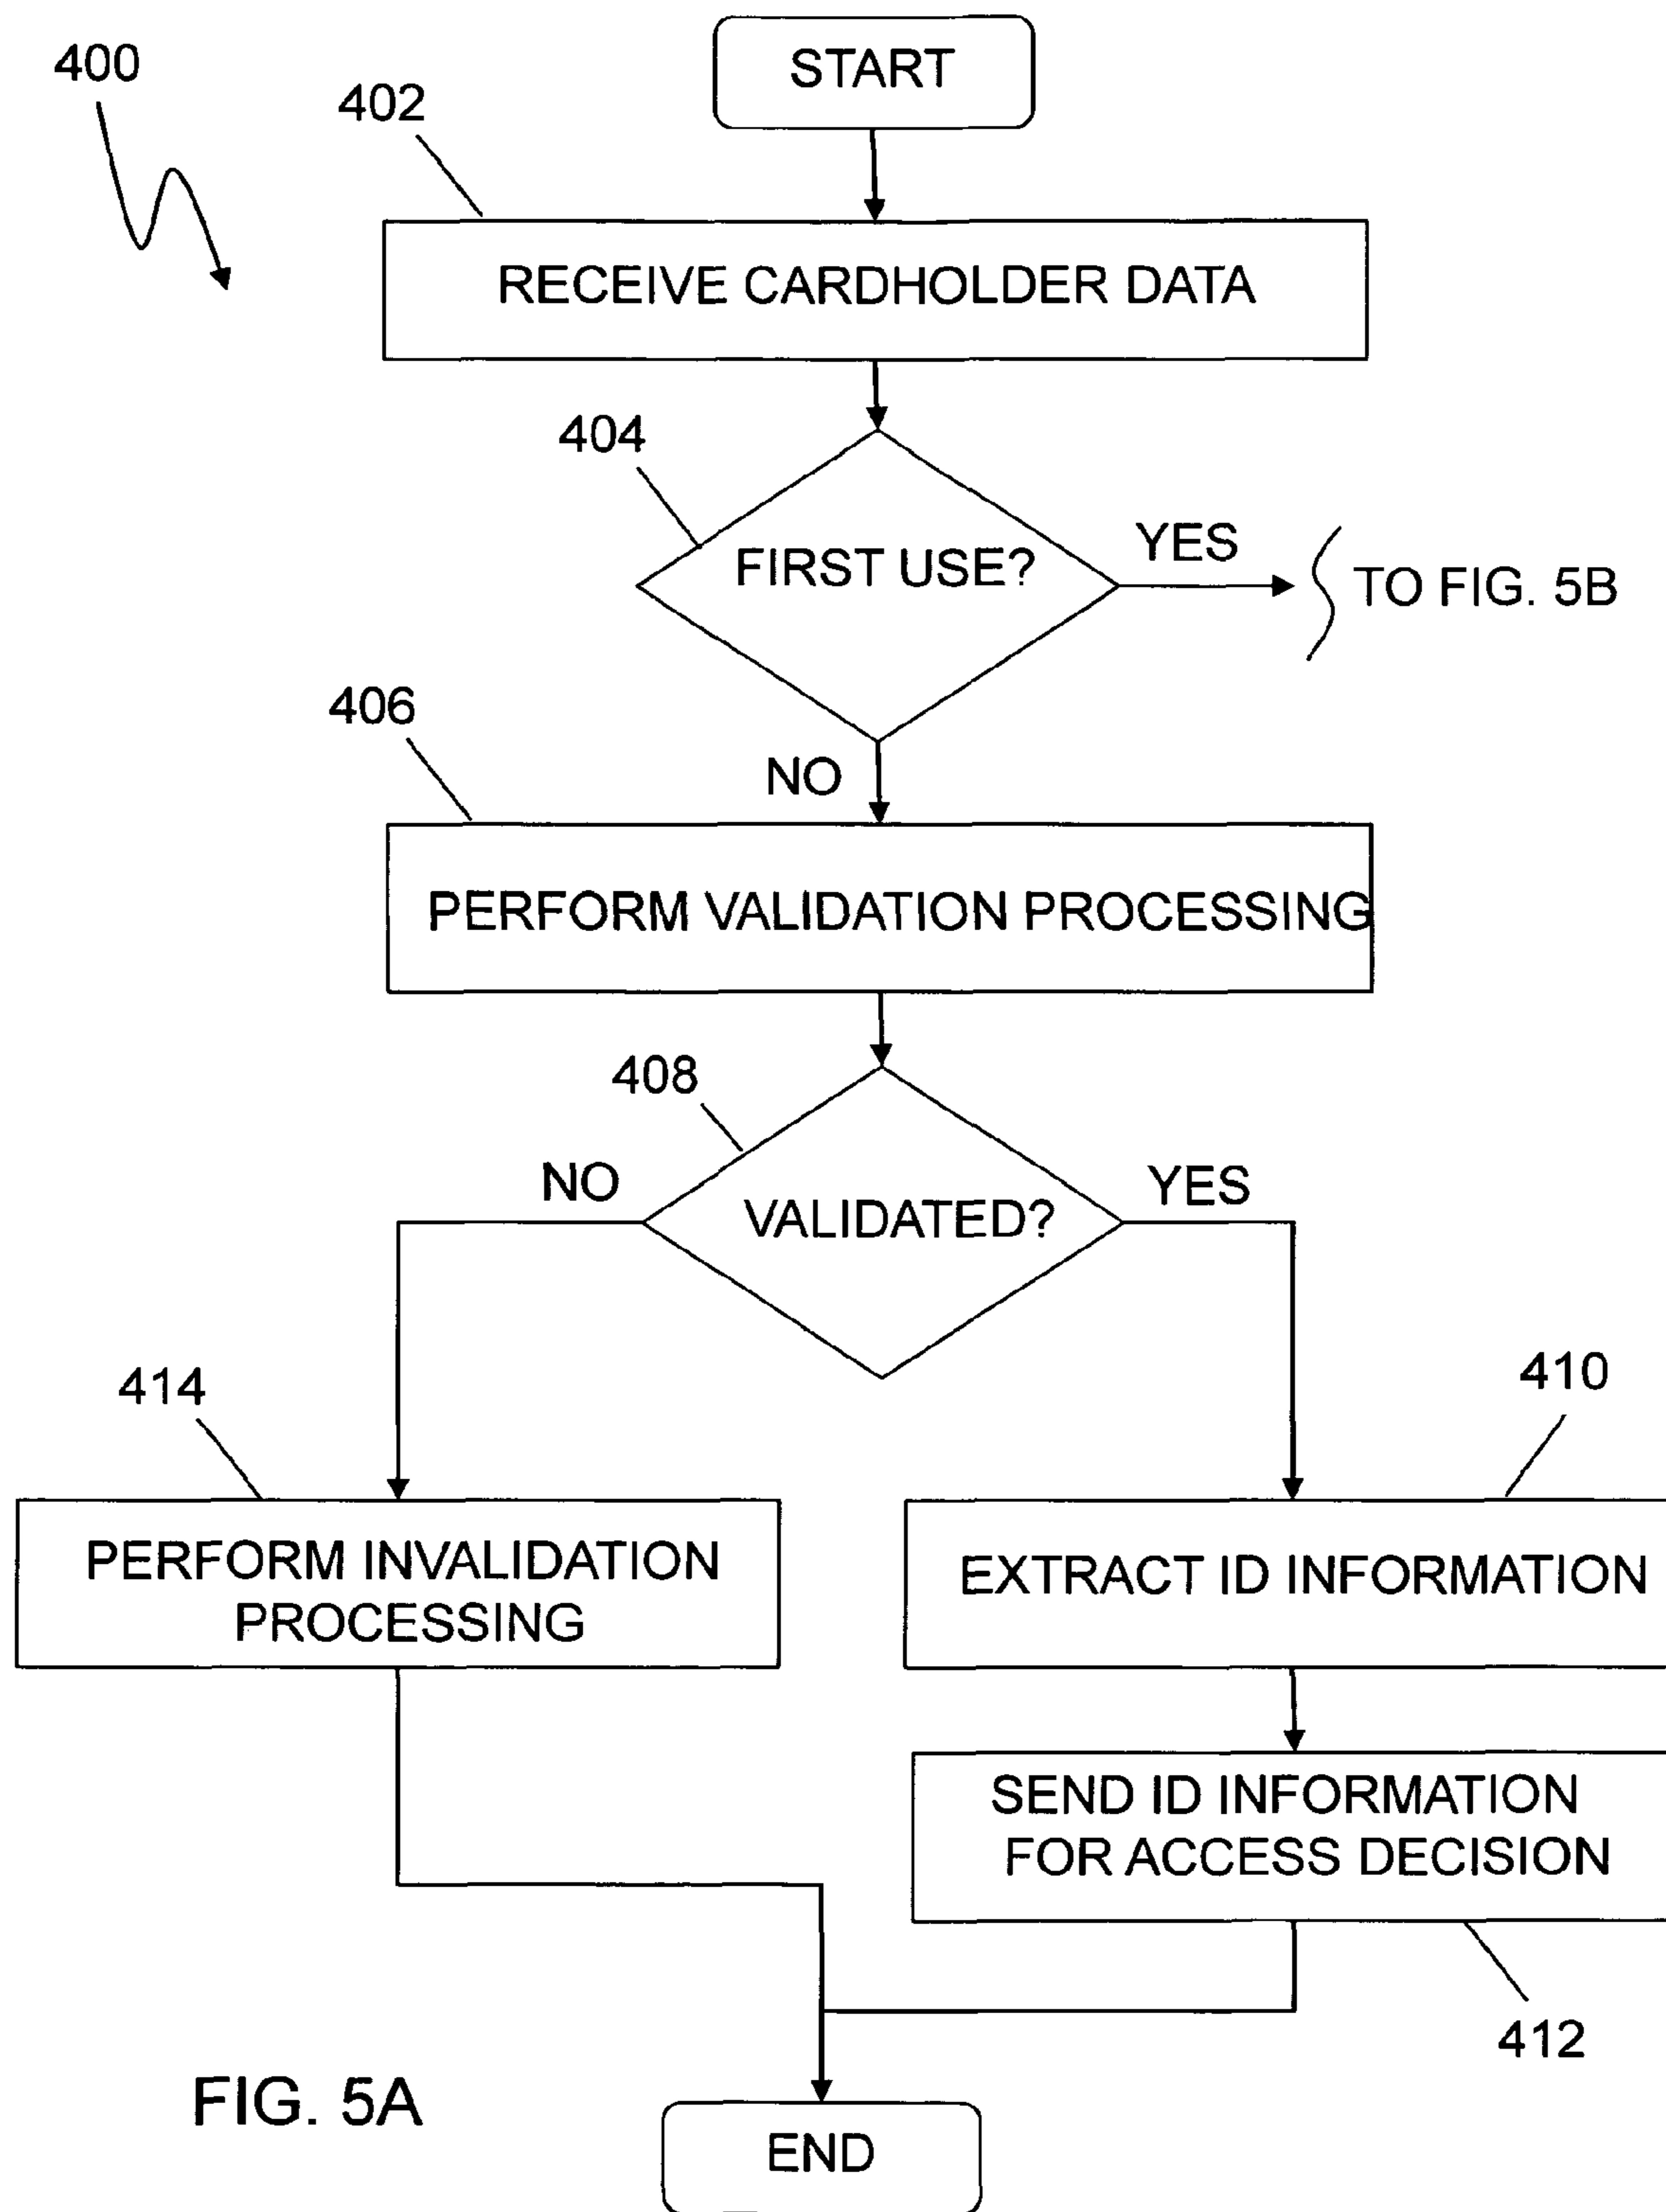 400
START
402
RECEIVE CARDHOLDER DATA
404
FIRST USE?
YES
TO FIG. 5B
406
NO
PERFORM VALIDATION PROCESSING
408
NO
VALIDATED?
YES
414
410
PERFORM INVALIDATION
PROCESSING
EXTRACT ID INFORMATION
SEND ID INFORMATION
FOR ACCESS DECISION
412
FIG. 5A
END